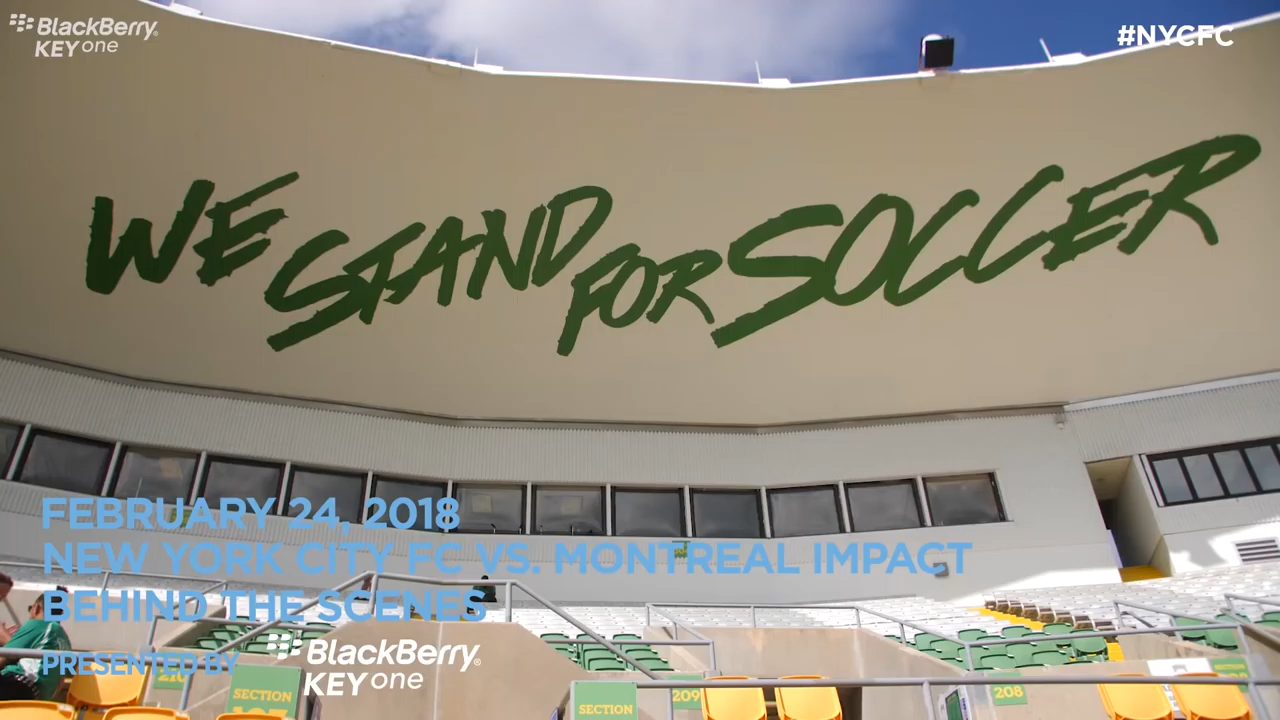 BlackBerry
KEYone
#NYCFC
WE STAND FOR SOCCER
FEBRUARY 24, 2018
NEW YORK CITY FC VS. MONTREAL IMPACT
BEHIND THE SCENES
PRESENTED BY BlackBerry
KEYone
210
SECTION
SECTION
209
208